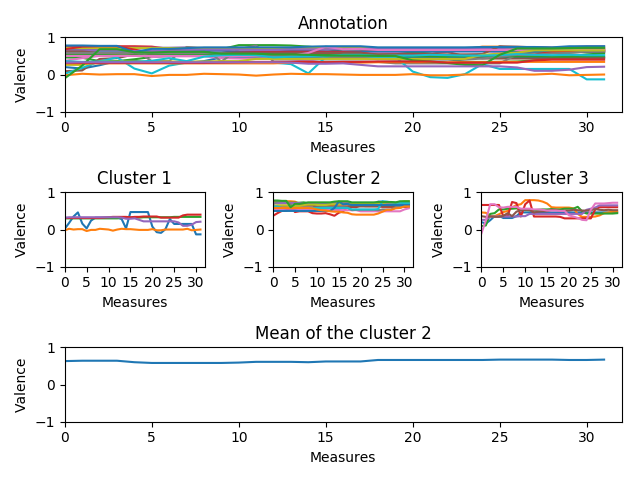 Annotation
1
0
-1
Valence
0 5 10 15 20 25 30
Measures
Cluster 1 Cluster 2 Cluster 3
1 1 1
0 0 0
−1 −1 −1
Valence Valence Valence
0 5 10 15 20 25 30 0 5 10 15 20 25 30 0 5 10 15 20 25 30
Measures Measures Measures
Mean of the cluster 2
1
0
−1
Valence
0 5 10 15 20 25 30
Measures